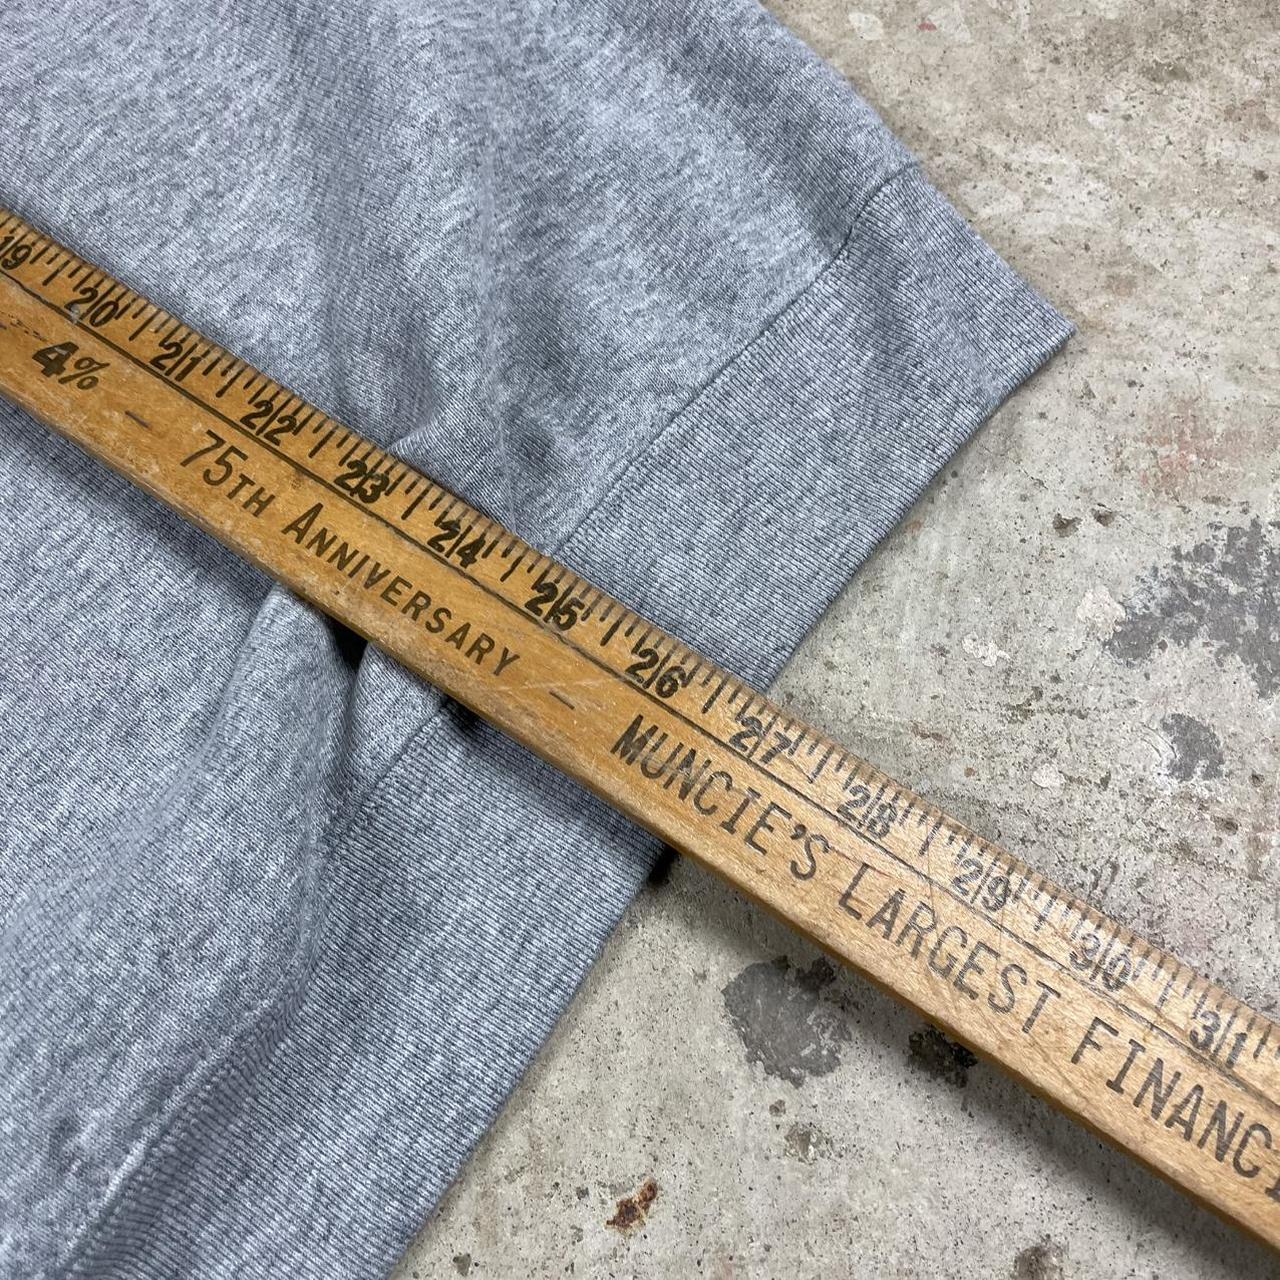 19 20 21 22 23 24 25 26 27 28 29 30 31
4% — 75TH ANNIVERSARY — MUNCIE'S LARGEST FINANC